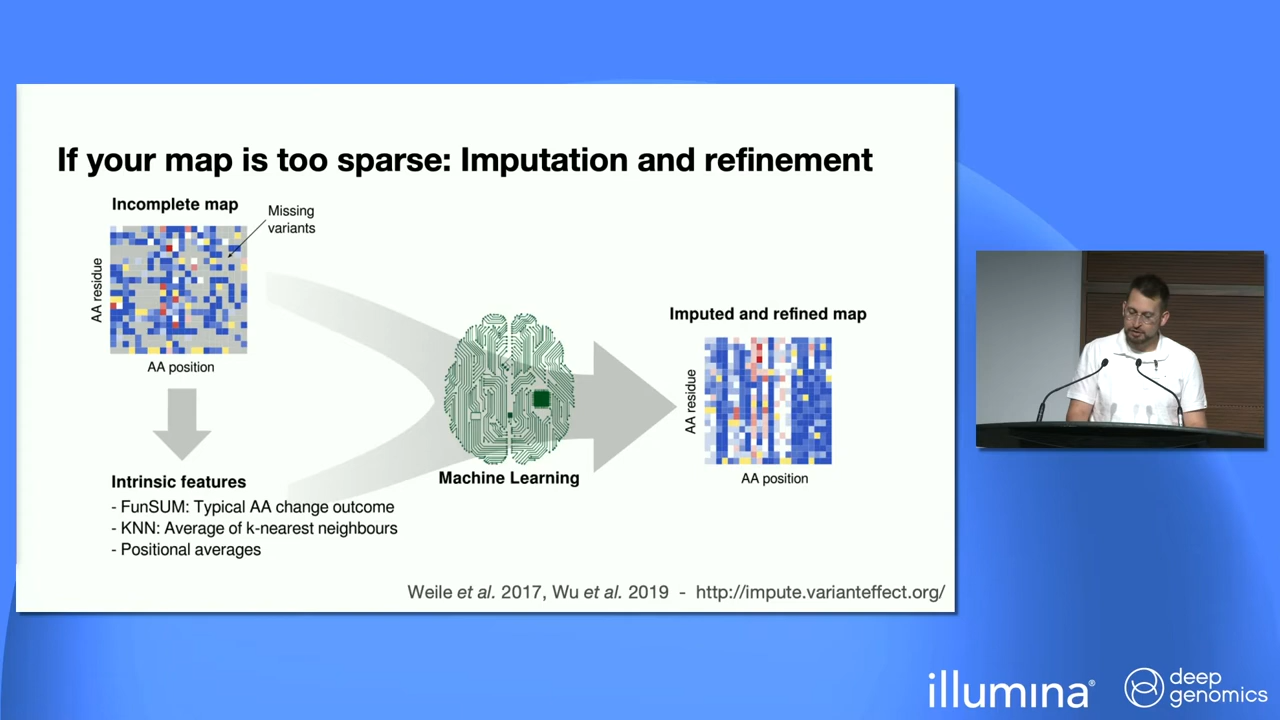 If your map is too sparse: Imputation and refinement
Incomplete map
Missing
variants
AA residue
AA position
Intrinsic features
- FunSUM: Typical AA change outcome
- KNN: Average of k-nearest neighbours
- Positional averages
Machine Learning
Imputed and refined map
AA residue
AA position
Weile et al. 2017, Wu et al. 2019 - http://impute.varianteffect.org/
illumina®
deep
genomics